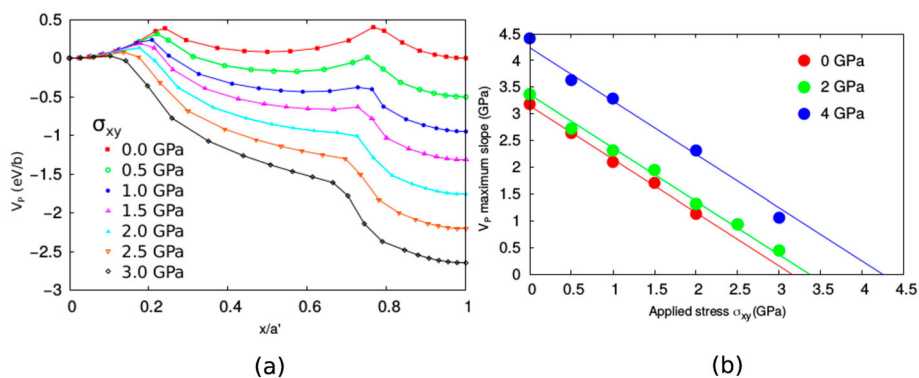 0.5
0
−0.5
−1
−1.5
−2
−2.5
−3
V_P (eV/b)
σ_xy
0.0 GPa
0.5 GPa
1.0 GPa
1.5 GPa
2.0 GPa
2.5 GPa
3.0 GPa
0 0.2 0.4 0.6 0.8 1
x/a'
(a)
4.5
4
3.5
3
2.5
2
1.5
1
0.5
0
V_P maximum slope (GPa)
0 GPa
2 GPa
4 GPa
0 0.5 1.0 1.5 2 2.5 3 3.5 4 4.5
Applied stress σ_xy(GPa)
(b)